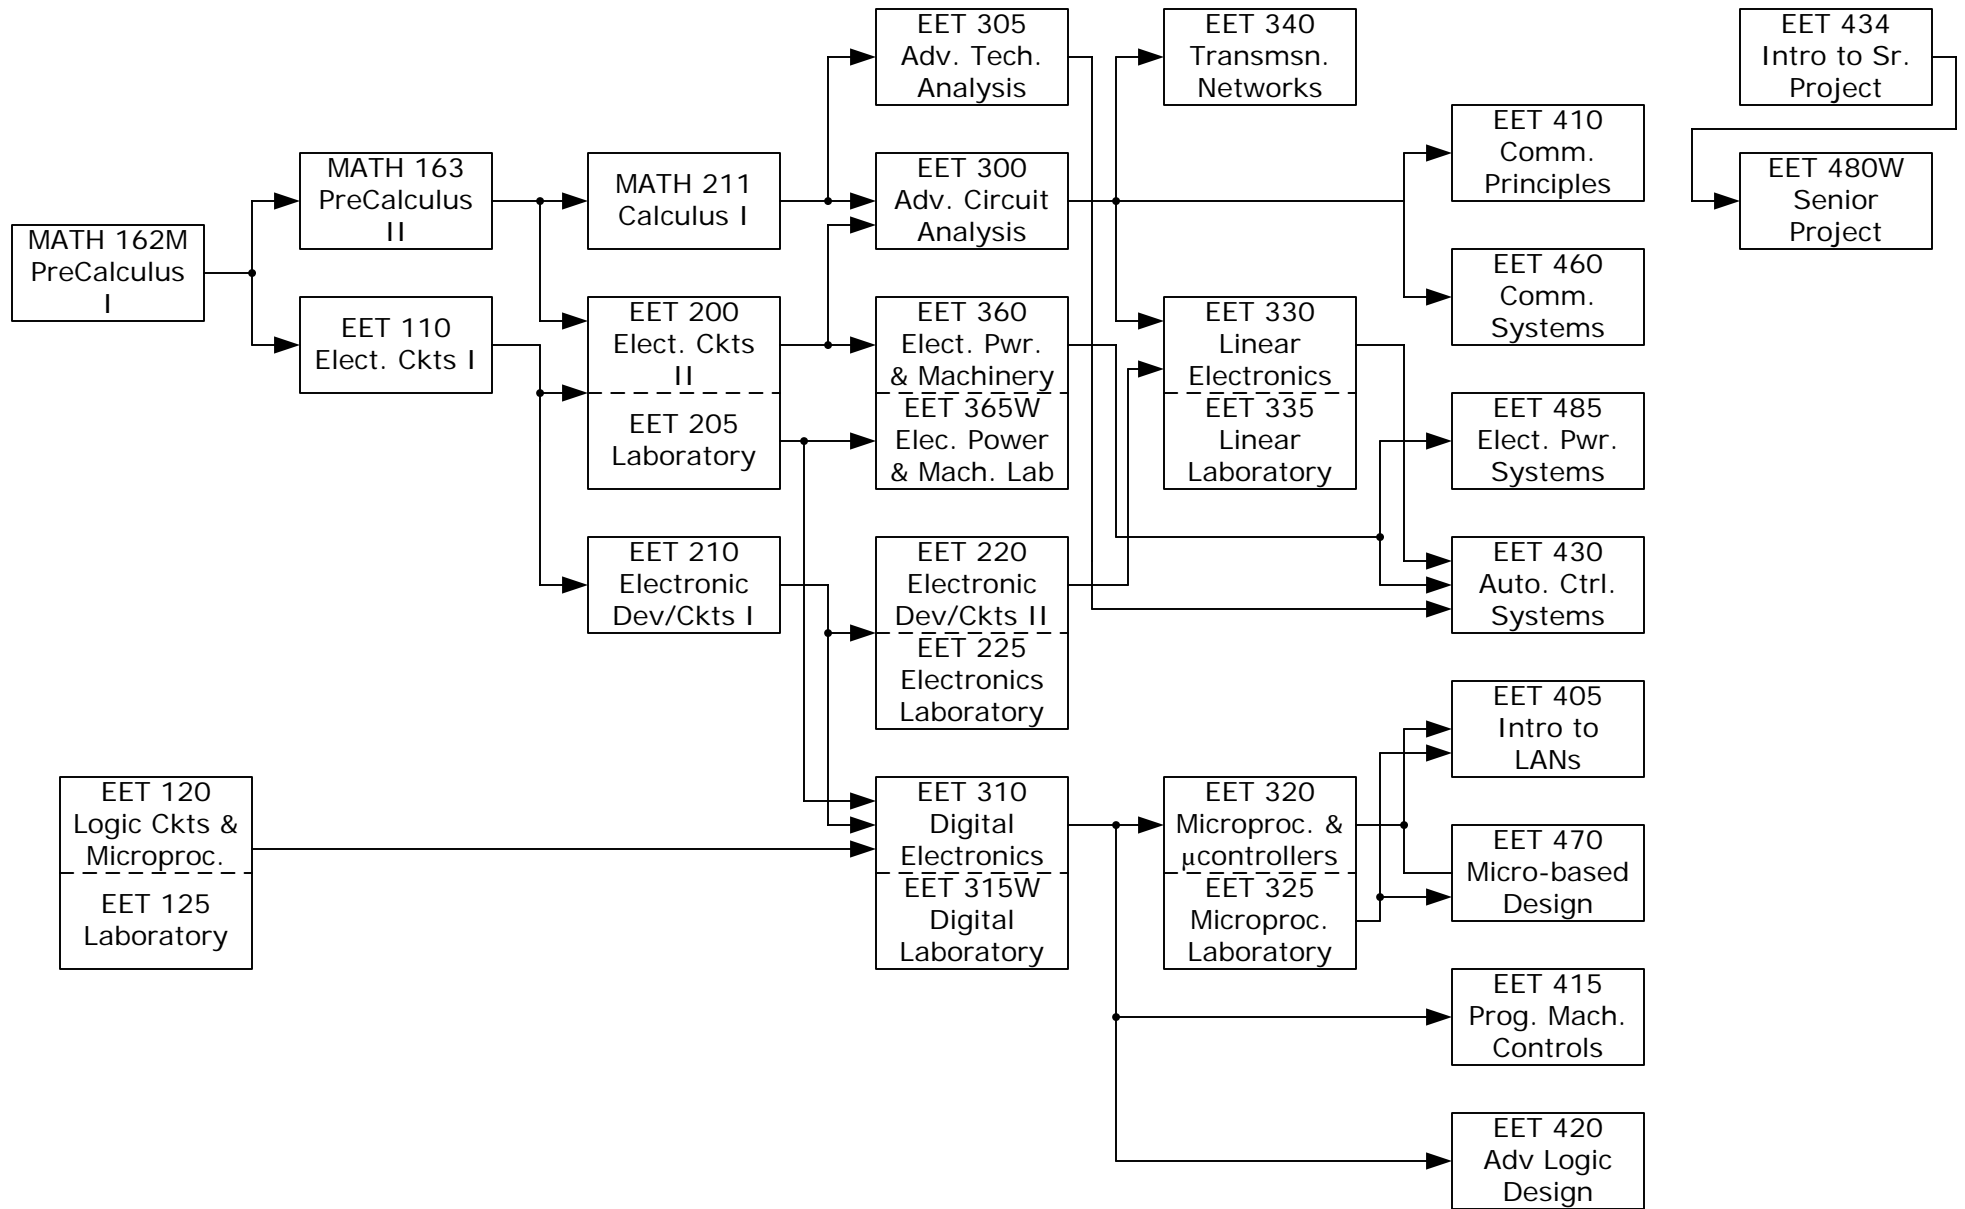 MATH 162M
PreCalculus
I
MATH 163
PreCalculus
II
EET 110
Elect. Ckts I
EET 120
Logic Ckts &
Microproc.
EET 125
Laboratory
MATH 211
Calculus I
EET 200
Elect. Ckts
II
EET 205
Laboratory
EET 210
Electronic
Dev/Ckts I
EET 305
Adv. Tech.
Analysis
EET 300
Adv. Circuit
Analysis
EET 360
Elect. Pwr.
& Machinery
EET 365W
Elec. Power
& Mach. Lab
EET 220
Electronic
Dev/Ckts II
EET 225
Electronics
Laboratory
EET 310
Digital
Electronics
EET 315W
Digital
Laboratory
EET 340
Transmsn.
Networks
EET 330
Linear
Electronics
EET 335
Linear
Laboratory
EET 320
Microproc. &
μcontrollers
EET 325
Microproc.
Laboratory
EET 410
Comm.
Principles
EET 460
Comm.
Systems
EET 485
Elect. Pwr.
Systems
EET 430
Auto. Ctrl.
Systems
EET 405
Intro to
LANs
EET 470
Micro-based
Design
EET 415
Prog. Mach.
Controls
EET 420
Adv Logic
Design
EET 434
Intro to Sr.
Project
EET 480W
Senior
Project